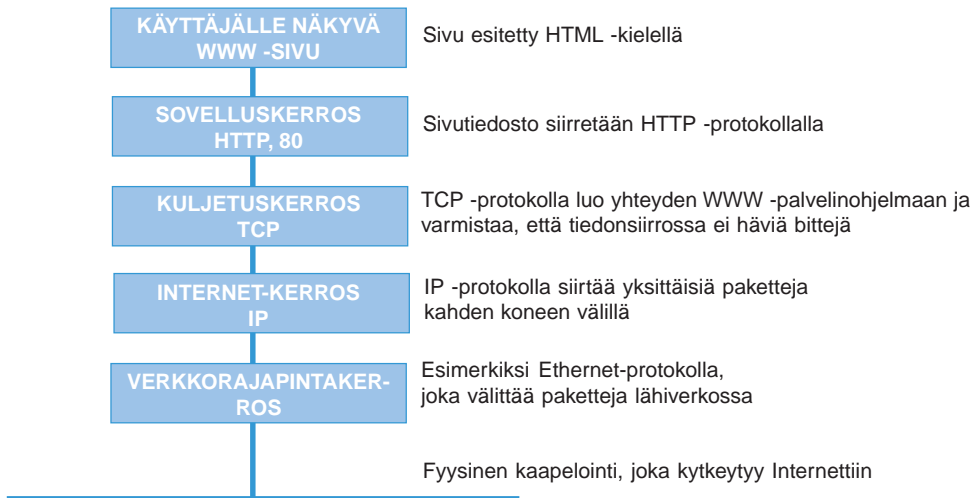 KÄYTTÄJÄLLE NÄKYVÄ
WWW -SIVU
Sivu esitetty HTML -kielellä
SOVELLUSKERROS
HTTP, 80
Sivutiedosto siirretään HTTP -protokollalla
KULJETUSKERROS
TCP
TCP -protokolla luo yhteyden WWW -palvelinohjelmaan ja
varmistaa, että tiedonsiirrossa ei häviä bittejä
INTERNET-KERROS
IP
IP -protokolla siirtää yksittäisiä paketteja
kahden koneen välillä
VERKKORAJAPINTAKER-
ROS
Esimerkiksi Ethernet-protokolla,
joka välittää paketteja lähiverkossa
Fyysinen kaapelointi, joka kytkeytyy Internettiin